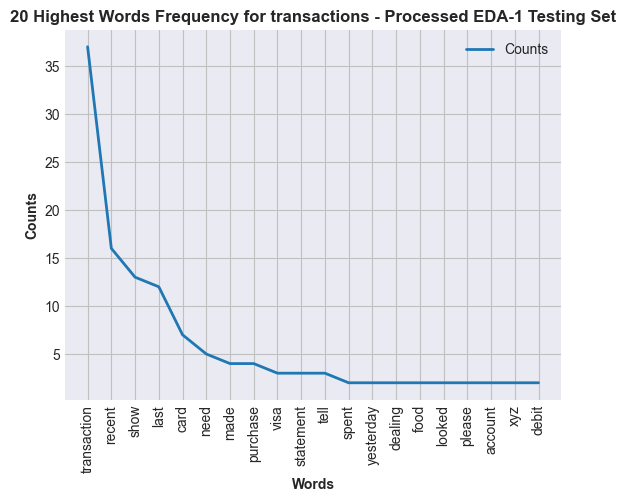 20 Highest Words Frequency for transactions - Processed EDA-1 Testing Set
Counts
35
30
25
20
15
10
5
Counts
transaction
recent
show
last
card
need
made
purchase
visa
statement
tell
spent
yesterday
dealing
food
looked
please
account
xyz
debit
Words